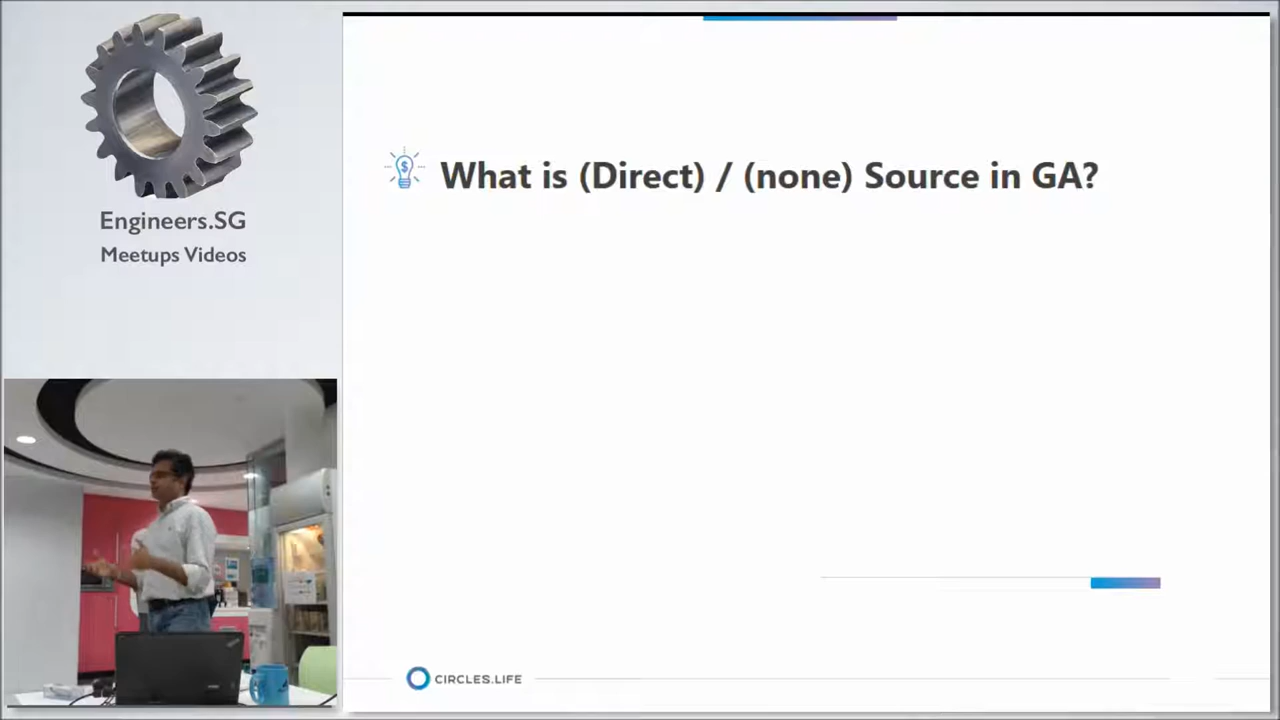 Engineers.SG
Meetups Videos
What is (Direct) / (none) Source in GA?
CIRCLES.LIFE